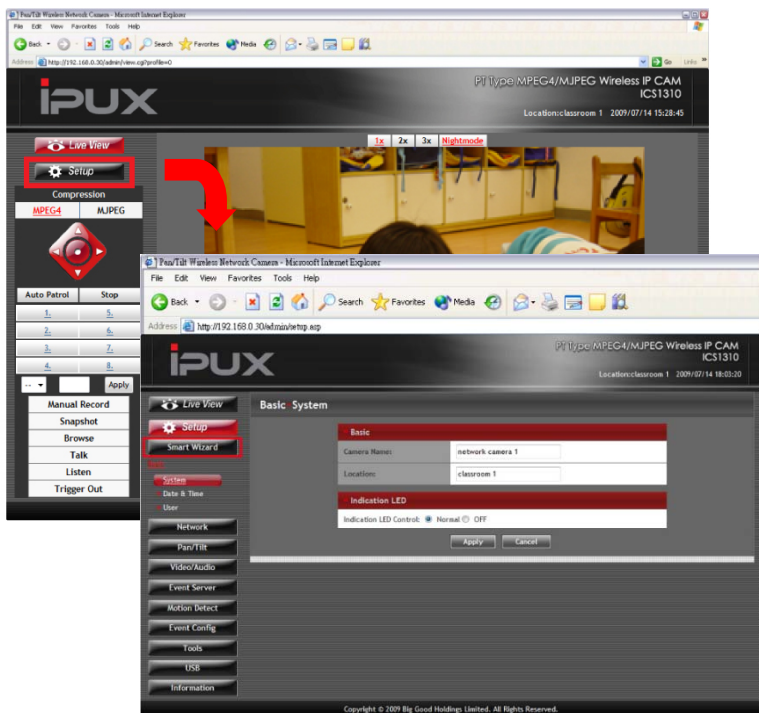 Pan/Tilt Wireless Network Camera - Microsoft Internet Explorer
File Edit View Favorites Tools Help
Back Search Favorites Media
Address http://192.168.0.30/admin/view.cgi?profile=0 Go Links »
iPUX
PT Type MPEG4/MJPEG Wireless IP CAM
ICS1310
Location:classroom 1 2009/07/14 15:28:45
Live View
Setup
1x 2x 3x Nightmode
Compression
MPEG4 MJPEG
Auto Patrol Stop
1. 5.
2. 6.
3. 7.
4. 8.
-- Apply
Manual Record
Snapshot
Browse
Talk
Listen
Trigger Out
Pan/Tilt Wireless Network Camera - Microsoft Internet Explorer
File Edit View Favorites Tools Help
Back Search Favorites Media
Address http://192.168.0.30/admin/setup.asp
iPUX
PT Type MPEG4/MJPEG Wireless IP CAM
ICS1310
Location:classroom 1 2009/07/14 18:03:20
Live View
Setup
Smart Wizard
Basic
System
Date & Time
User
Network
Pan/Tilt
Video/Audio
Event Server
Motion Detect
Event Config
Tools
USB
Information
Basic System
Basic
Camera Name: network camera 1
Location: classroom 1
Indication LED
Indication LED Control: Normal OFF
Apply Cancel
Copyright © 2009 Big Good Holdings Limited. All Rights Reserved.